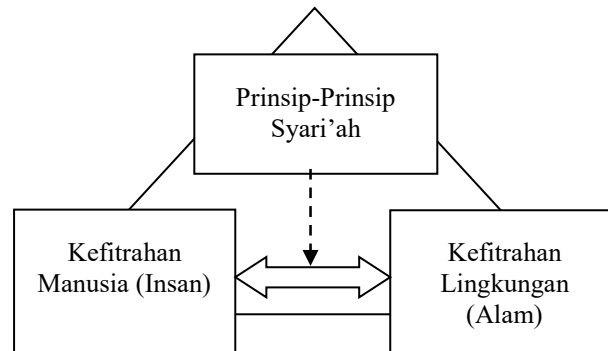 Prinsip-Prinsip
Syari’ah
Kefitrahan
Manusia (Insan)
Kefitrahan
Lingkungan
(Alam)